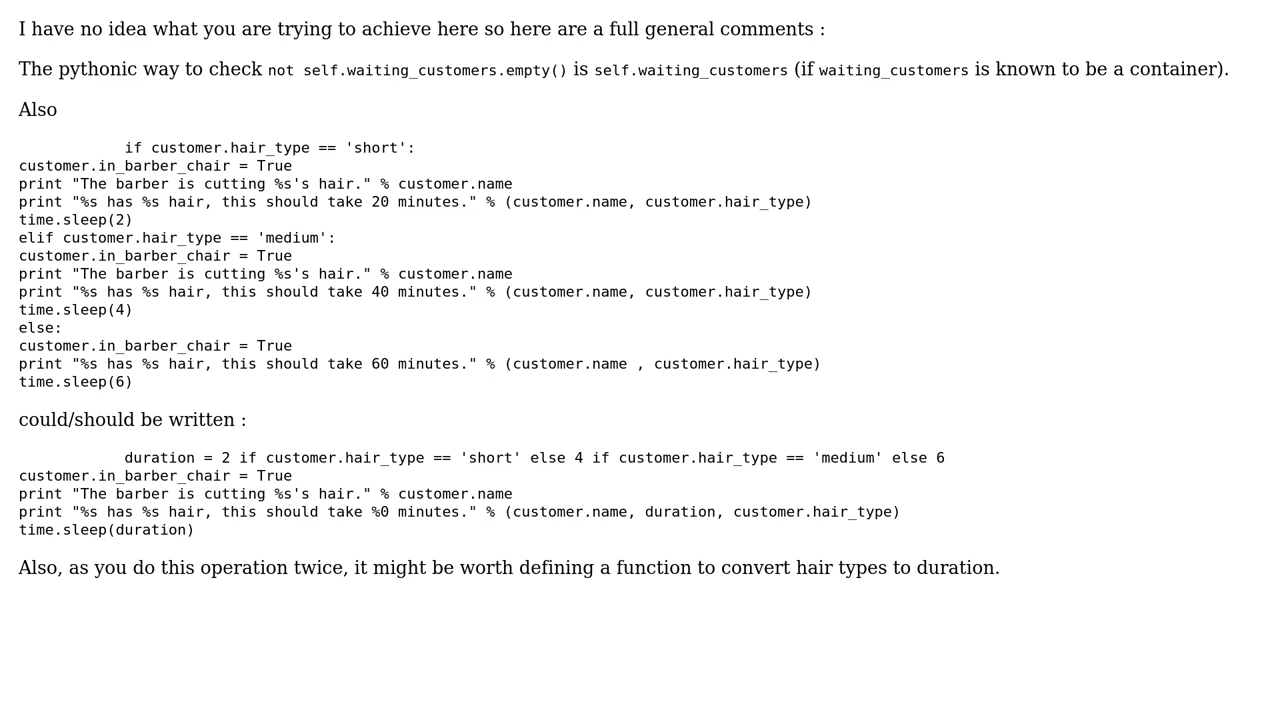 I have no idea what you are trying to achieve here so here are a full general comments :
The pythonic way to check not self.waiting_customers.empty() is self.waiting_customers (if waiting_customers is known to be a container).
Also
            if customer.hair_type == 'short':
customer.in_barber_chair = True
print "The barber is cutting %s's hair." % customer.name
print "%s has %s hair, this should take 20 minutes." % (customer.name, customer.hair_type)
time.sleep(2)
elif customer.hair_type == 'medium':
customer.in_barber_chair = True
print "The barber is cutting %s's hair." % customer.name
print "%s has %s hair, this should take 40 minutes." % (customer.name, customer.hair_type)
time.sleep(4)
else:
customer.in_barber_chair = True
print "%s has %s hair, this should take 60 minutes." % (customer.name , customer.hair_type)
time.sleep(6)
could/should be written :
            duration = 2 if customer.hair_type == 'short' else 4 if customer.hair_type == 'medium' else 6
customer.in_barber_chair = True
print "The barber is cutting %s's hair." % customer.name
print "%s has %s hair, this should take %0 minutes." % (customer.name, duration, customer.hair_type)
time.sleep(duration)
Also, as you do this operation twice, it might be worth defining a function to convert hair types to duration.